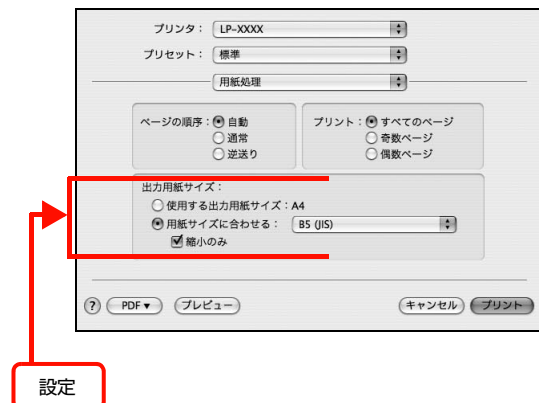 プリンタ： LP-XXXX
プリセット： 標準
用紙処理
ページの順序： 自動
通常
逆送り
プリント： すべてのページ
奇数ページ
偶数ページ
出力用紙サイズ：
使用する出力用紙サイズ：A4
用紙サイズに合わせる： B5 (JIS)
縮小のみ
? PDF▼ プレビュー キャンセル プリント
設定